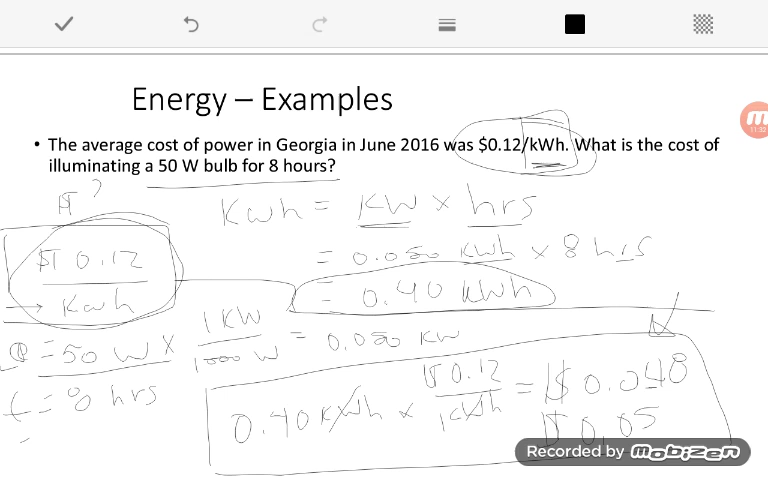 Energy – Examples
• The average cost of power in Georgia in June 2016 was $0.12/kWh. What is the cost of
illuminating a 50 W bulb for 8 hours?
$ ?
Kwh = KW x hrs
$ 0.12
→ Kwh
= 0.050 KWh x 8 hrs
= 0.40 KWh
= 50 W x 1 KW / 1000 W = 0.050 KW
t = 8 hrs
0.40 KWh x $0.12 / 1 KWh = $0.048
$0.05
Recorded by mobizen
11:32